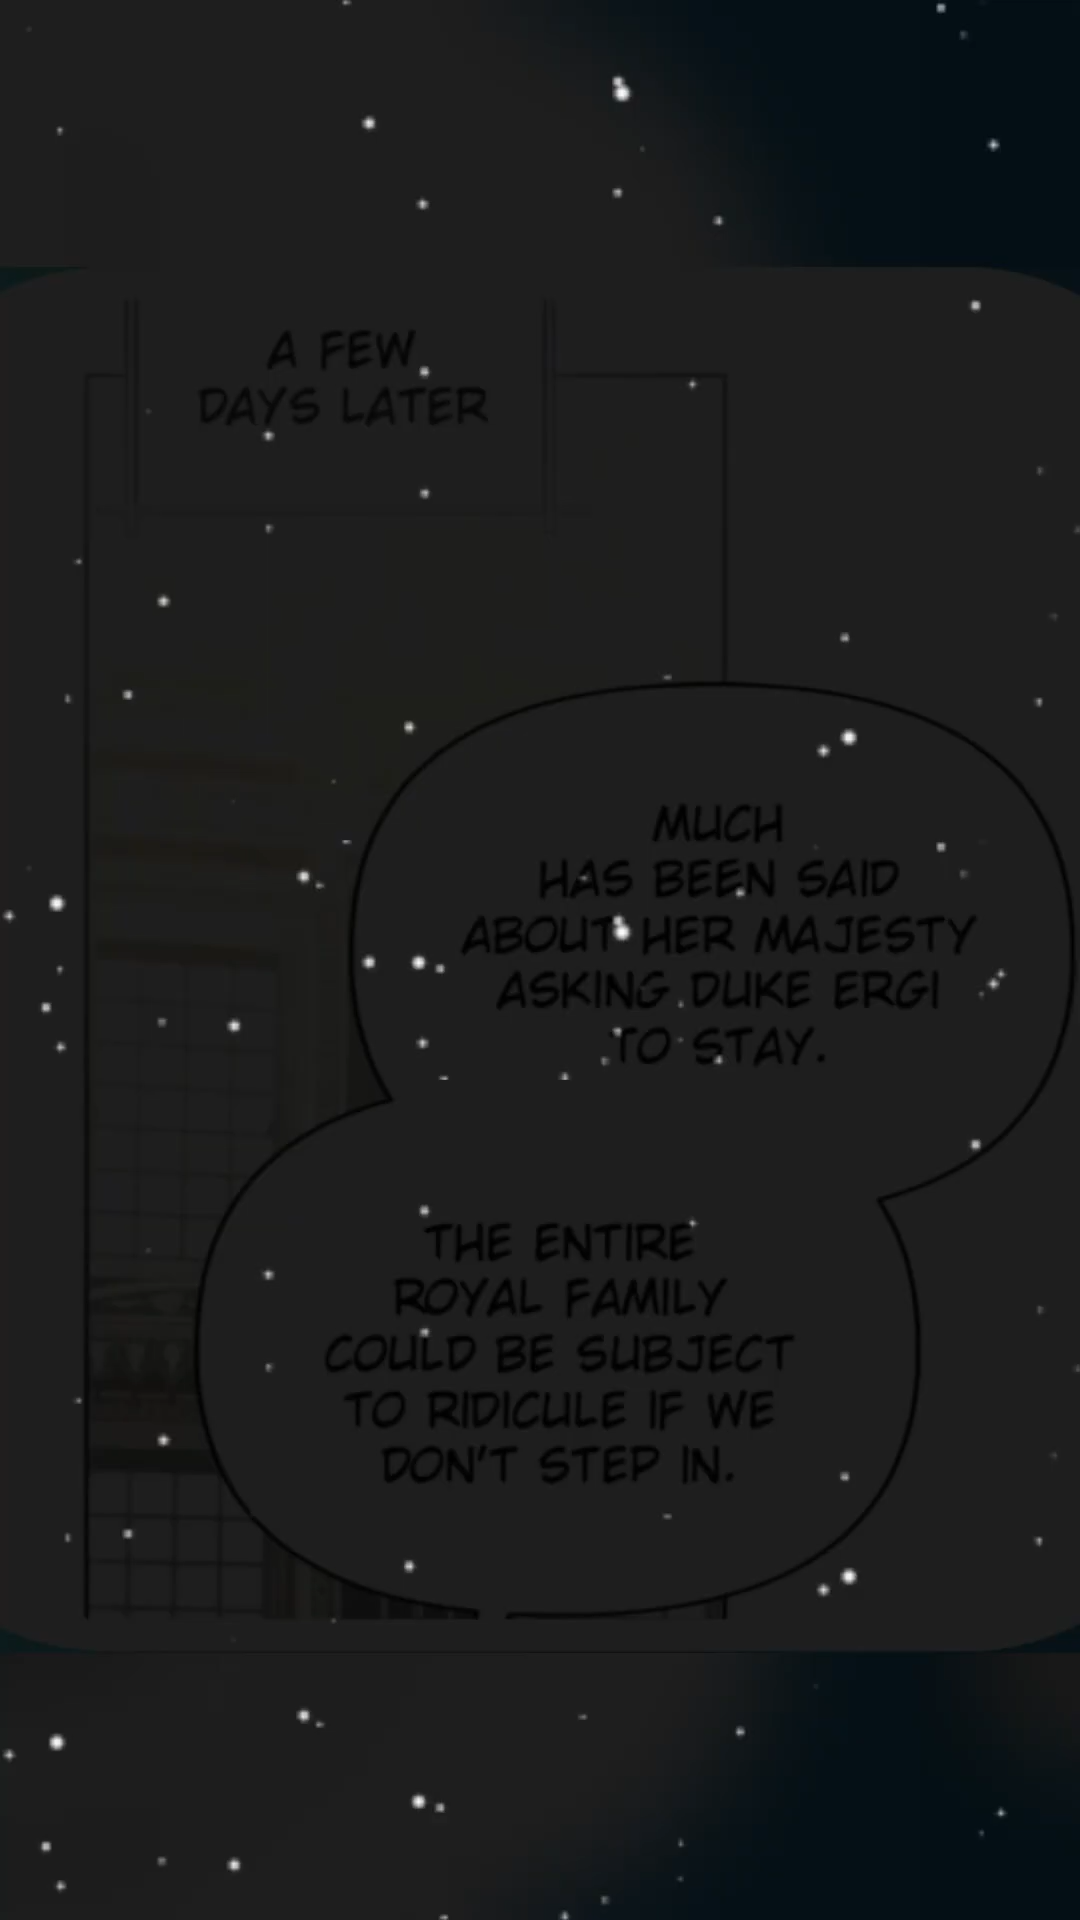 A FEW
DAYS LATER
MUCH
HAS BEEN SAID
ABOUT HER MAJESTY
ASKING DUKE ERGI
TO STAY.
THE ENTIRE
ROYAL FAMILY
COULD BE SUBJECT
TO RIDICULE IF WE
DON'T STEP IN.